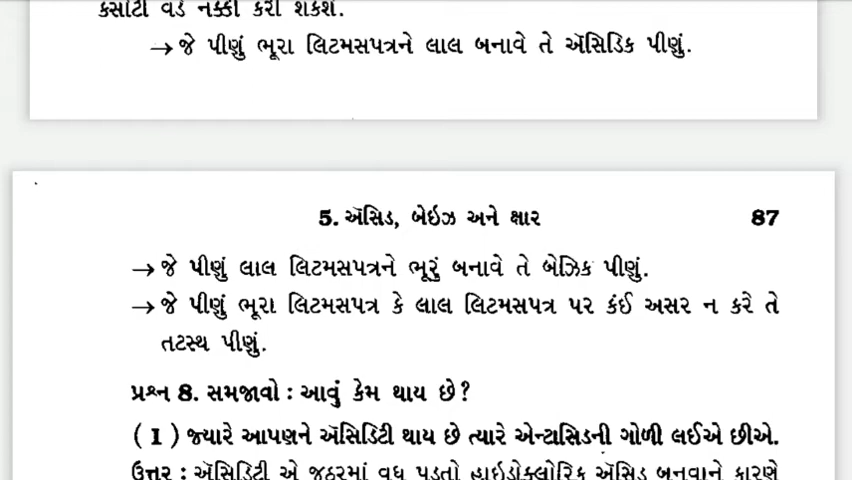 કસોટી વડે નક્કી કરી શકશે.
→ જે પીણું ભૂરા લિટમસપત્રને લાલ બનાવે તે ઍસિડિક પીણું.
5. ઍસિડ, બેઇઝ અને ક્ષાર 87
→ જે પીણું લાલ લિટમસપત્રને ભૂરું બનાવે તે બેઝિક પીણું.
→ જે પીણું ભૂરા લિટમસપત્ર કે લાલ લિટમસપત્ર પર કંઈ અસર ન કરે તે
તટસ્થ પીણું.
પ્રશ્ન 8. સમજાવો : આવું કેમ થાય છે?
( 1 ) જ્યારે આપણને ઍસિડિટી થાય છે ત્યારે એન્ટાસિડની ગોળી લઈએ છીએ.
ઉત્તર : ઍસિડિટી એ જઠરમાં વધુ પડતો હાઇડ્રોક્લોરિક ઍસિડ બનવાને કારણે